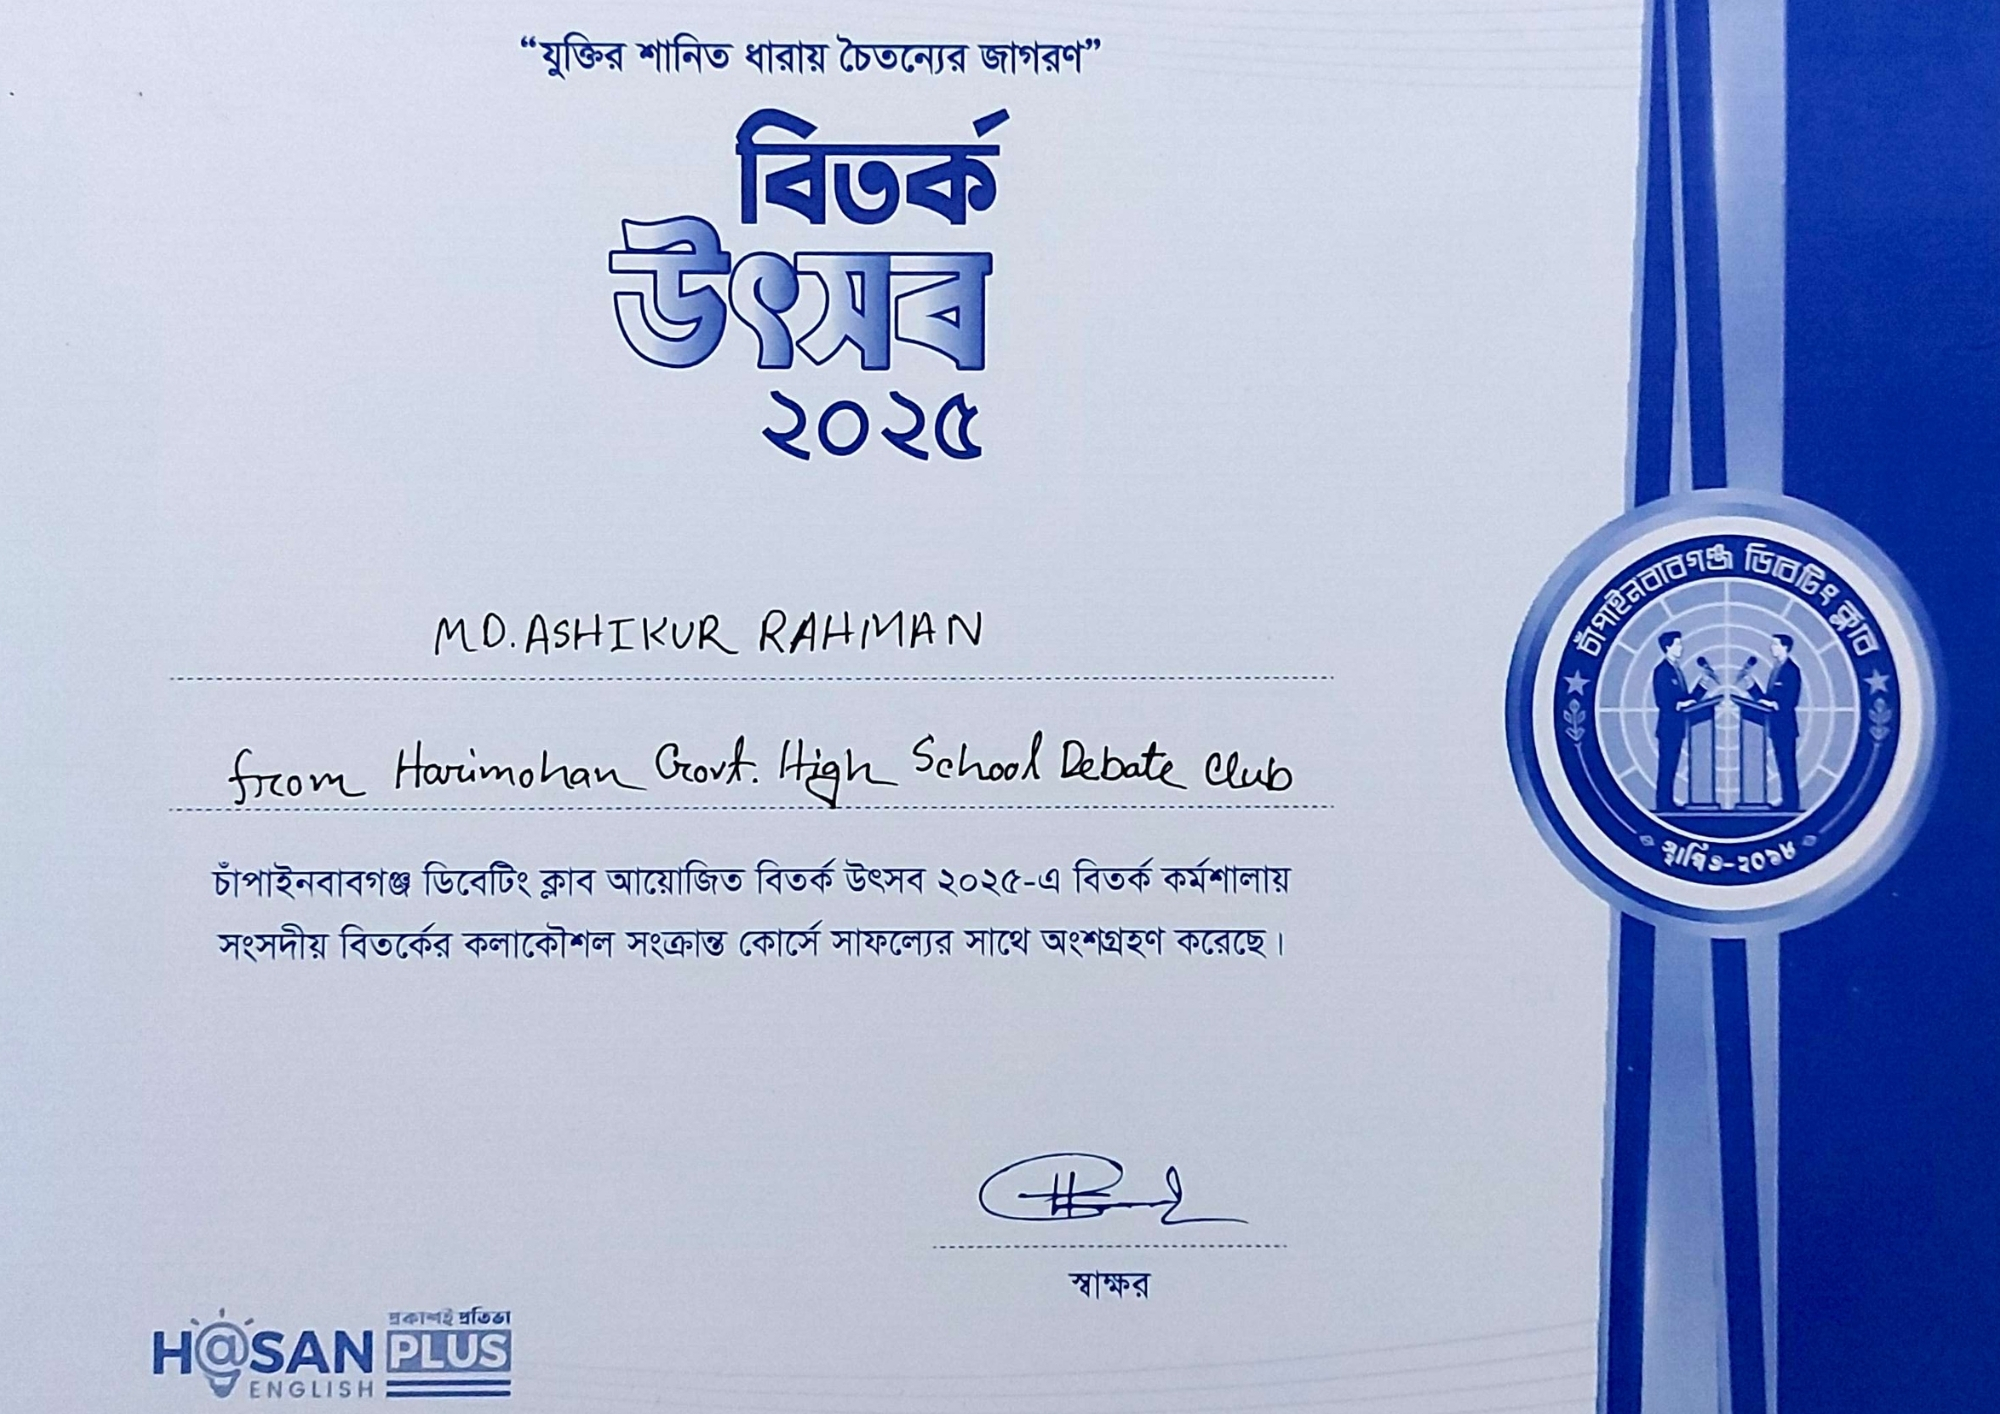 “যুক্তির শানিত ধারায় চৈতন্যের জাগরণ”
বিতর্ক
উৎসব
২০২৫
MD. ASHIKUR RAHMAN
from Harimohan Govt. High School Debate Club
চাঁপাইনবাবগঞ্জ ডিবেটিং ক্লাব আয়োজিত বিতর্ক উৎসব ২০২৫-এ বিতর্ক কর্মশালায়
সংসদীয় বিতর্কের কলাকৌশল সংক্রান্ত কোর্সে সাফল্যের সাথে অংশগ্রহণ করেছে।
চাঁপাইনবাবগঞ্জ ডিবেটিং ক্লাব
স্থাপিত-২০১৮
স্বাক্ষর
প্রকাশই প্রতিভা
H@SAN PLUS
ENGLISH